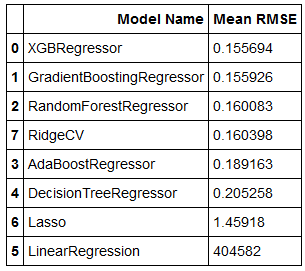 Model Name Mean RMSE
0 XGBRegressor 0.155694
1 GradientBoostingRegressor 0.155926
2 RandomForestRegressor 0.160083
7 RidgeCV 0.160398
3 AdaBoostRegressor 0.189163
4 DecisionTreeRegressor 0.205258
6 Lasso 1.45918
5 LinearRegression 404582